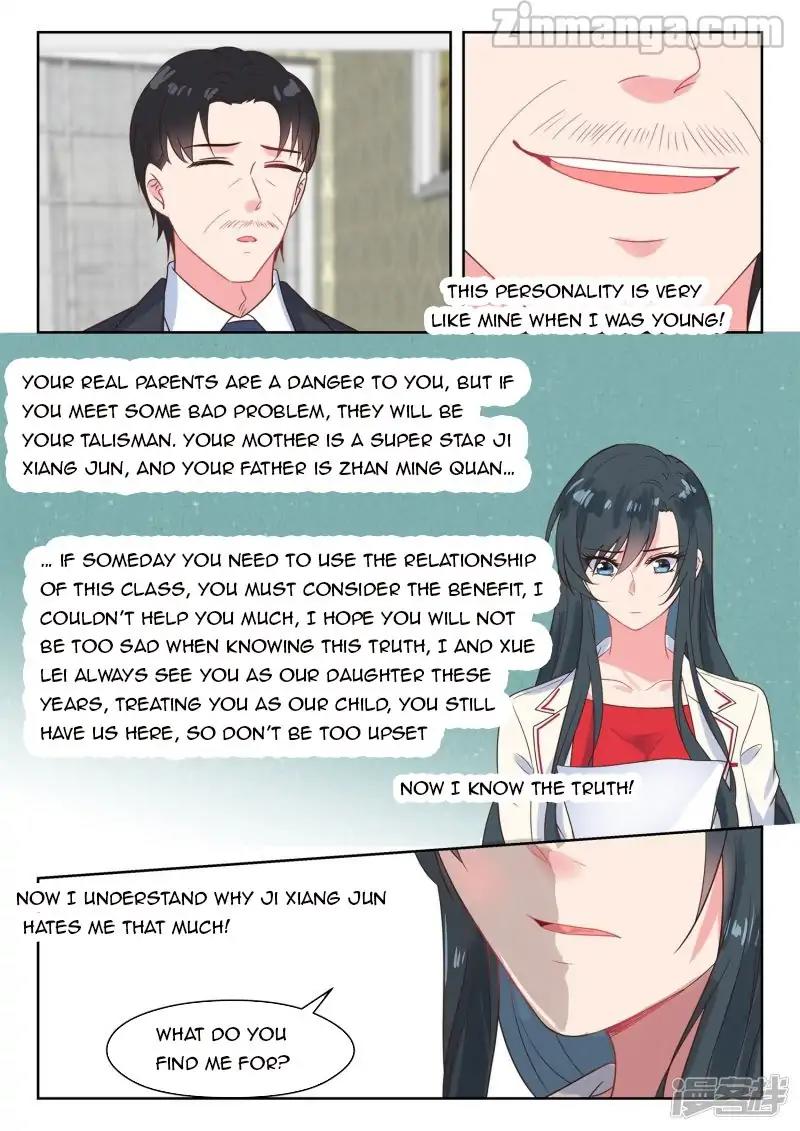 Zinmanga.com
THIS PERSONALITY IS VERY
LIKE MINE WHEN I WAS YOUNG!
YOUR REAL PARENTS ARE A DANGER TO YOU, BUT IF
YOU MEET SOME BAD PROBLEM, THEY WILL BE
YOUR TALISMAN. YOUR MOTHER IS A SUPER STAR JI
XIANG JUN, AND YOUR FATHER IS ZHAN MING QUAN...
... IF SOMEDAY YOU NEED TO USE THE RELATIONSHIP
OF THIS CLASS, YOU MUST CONSIDER THE BENEFIT, I
COULDN'T HELP YOU MUCH, I HOPE YOU WILL NOT
BE TOO SAD WHEN KNOWING THIS TRUTH, I AND XUE
LEI ALWAYS SEE YOU AS OUR DAUGHTER THESE
YEARS, TREATING YOU AS OUR CHILD, YOU STILL
HAVE US HERE, SO DON'T BE TOO UPSET
NOW I KNOW THE TRUTH!
NOW I UNDERSTAND WHY JI XIANG JUN
HATES ME THAT MUCH!
WHAT DO YOU
FIND ME FOR?
漫客栈